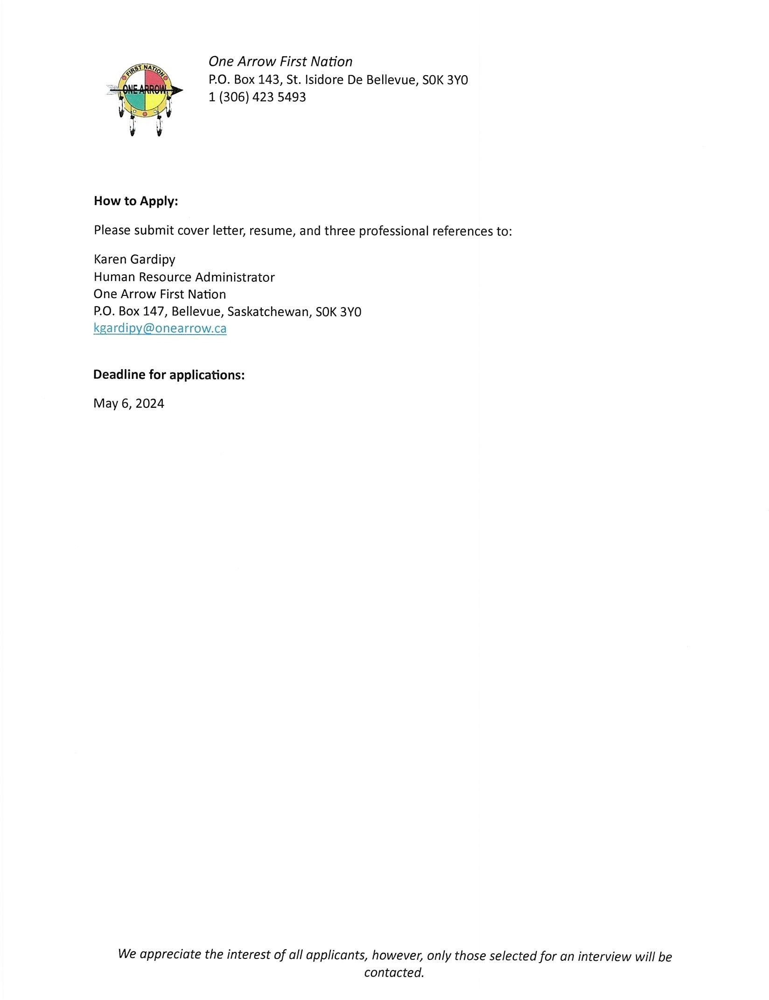 FIRST NATION
ONE ARROW
One Arrow First Nation
P.O. Box 143, St. Isidore De Bellevue, S0K 3Y0
1 (306) 423 5493
How to Apply:
Please submit cover letter, resume, and three professional references to:
Karen Gardipy
Human Resource Administrator
One Arrow First Nation
P.O. Box 147, Bellevue, Saskatchewan, S0K 3Y0
kgardipy@onearrow.ca
Deadline for applications:
May 6, 2024
We appreciate the interest of all applicants, however, only those selected for an interview will be
contacted.